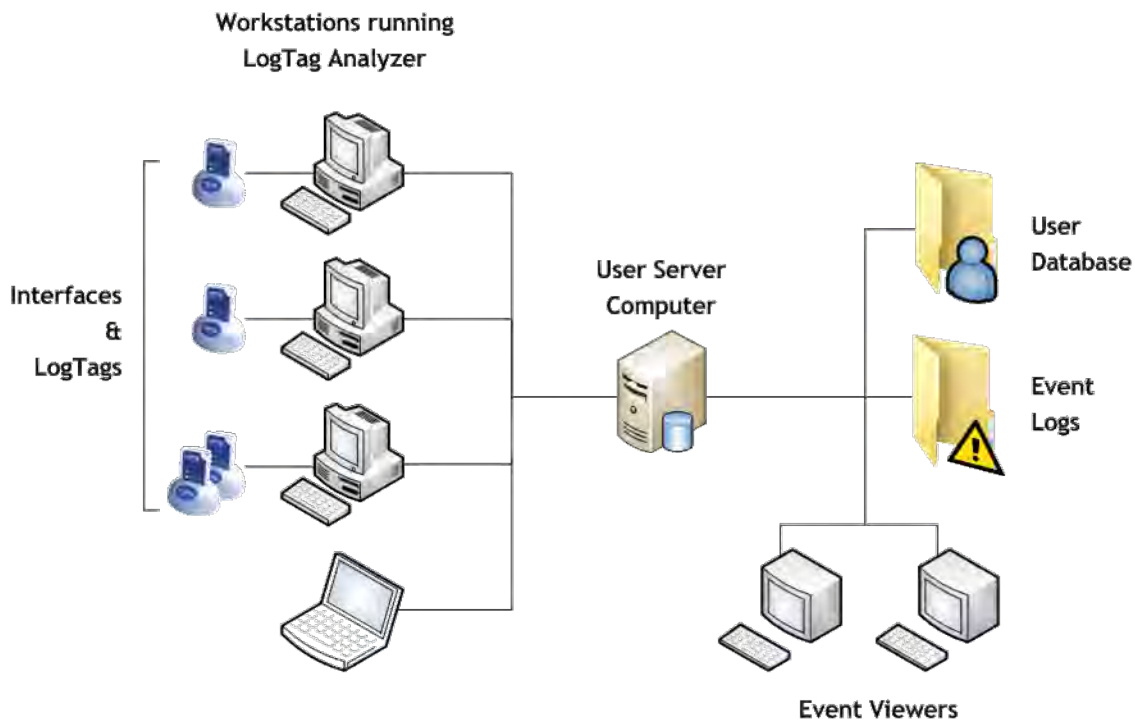 Workstations running
LogTag Analyzer
Interfaces
&
LogTags
User Server
Computer
User
Database
Event
Logs
Event Viewers